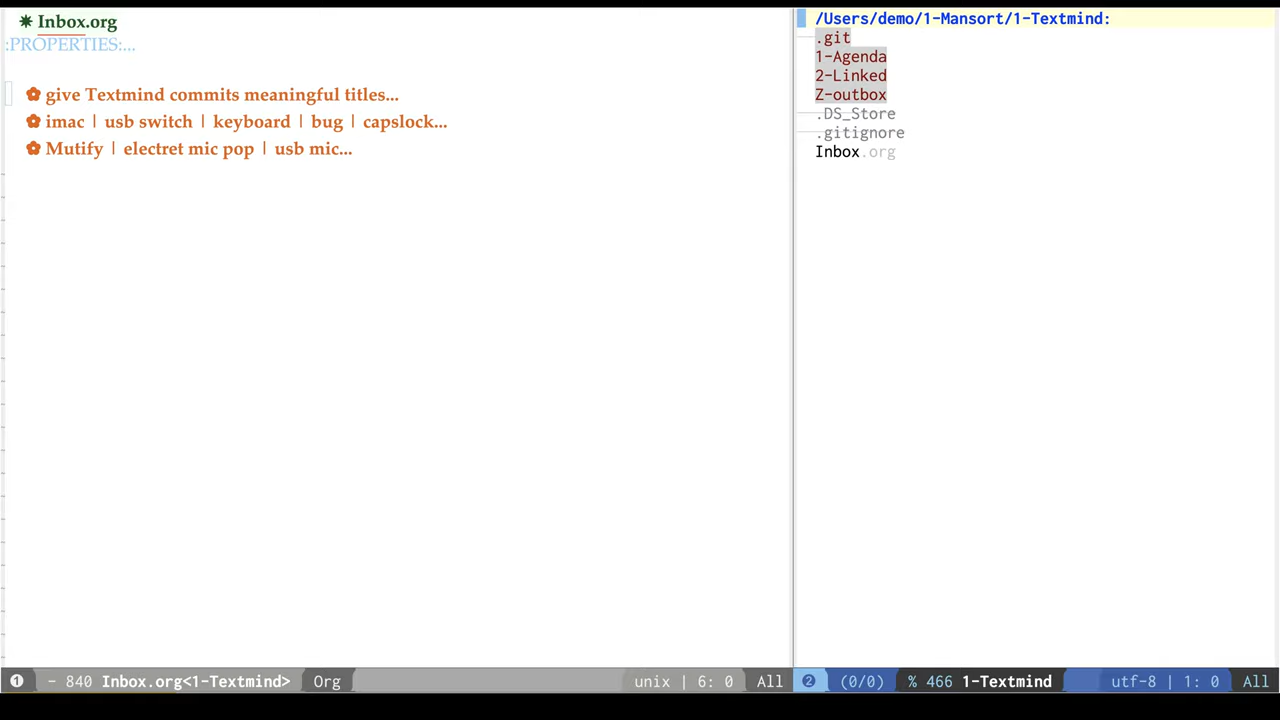 ✷ Inbox.org
:PROPERTIES:...
✿ give Textmind commits meaningful titles...
✿ imac | usb switch | keyboard | bug | capslock...
✿ Mutify | electret mic pop | usb mic...
/Users/demo/1-Mansort/1-Textmind:
.git
1-Agenda
2-Linked
Z-outbox
.DS_Store
.gitignore
Inbox.org
❶ - 840 Inbox.org<1-Textmind> Org unix | 6: 0 All
❷ (0/0) % 466 1-Textmind utf-8 | 1: 0 All